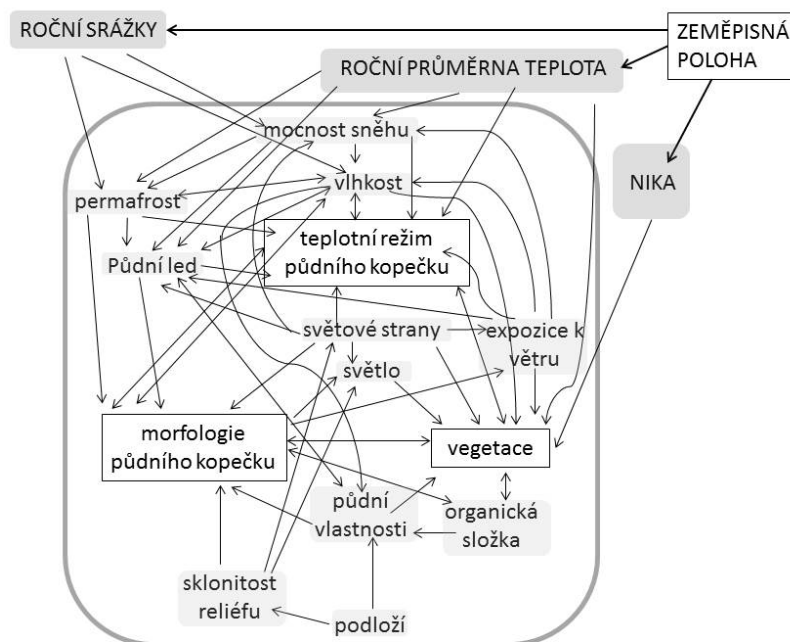 ROČNÍ SRÁŽKY
ZEMĚPISNÁ
POLOHA
ROČNÍ PRŮMĚRNA TEPLOTA
mocnost sněhu
vlhkost
NIKA
permafrost
teplotní režim
půdního kopečku
Půdní led
světové strany
expozice k
větru
světlo
morfologie
půdního kopečku
vegetace
půdní
vlastnosti
organická
složka
sklonitost
reliéfu
podloží